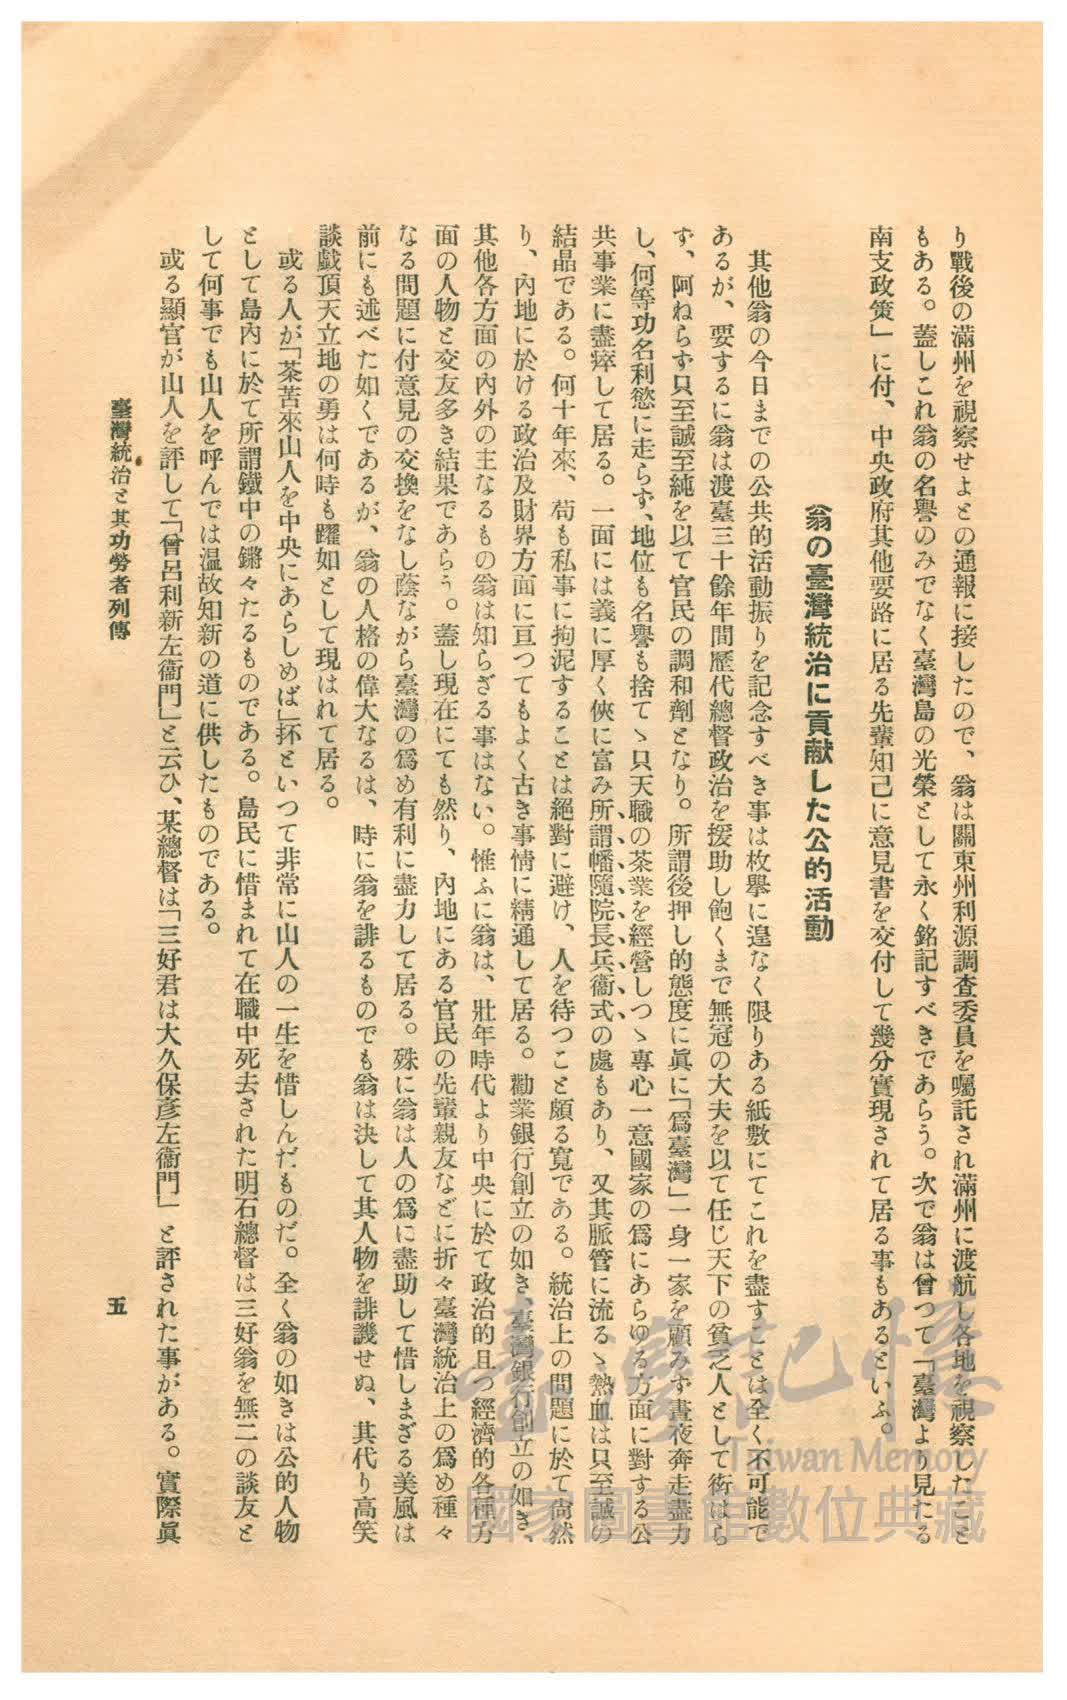 り戰後の滿州を視察せよとの通報に接したので、翁は關東州利源調査委員を囑託され滿州に渡航し各地を視察したこと
もある。蓋しこれ翁の名譽のみでなく臺灣島の光榮として永く銘記すべきであらう。次で翁は曾つて「臺灣より見たる
南支政策」に付、中央政府其他要路に居る先輩知己に意見書を交付して幾分實現されて居る事もあるといふ。
翁の臺灣統治に貢献した公的活動
其他翁の今日までの公共的活動振りを記念すべき事は枚擧に遑なく限りある紙數にてこれを盡すことは全く不可能で
あるが、要するに翁は渡臺三十餘年間歷代總督政治を援助し飽くまで無冠の大夫を以て任じ天下の貧乏人として衒はら
ず、阿ねらず只至誠至純を以て官民の調和劑となり。所謂後押し的態度に眞に「爲臺灣」一身一家を顧みず晝夜奔走盡力
し、何等功名利慾に走らず、地位も名譽も捨てゝ只天職の茶業を經營しつゝ專心一意國家の爲にあらゆる方面に對する公
共事業に盡瘁して居る。一面には義に厚く俠に富み所謂幡隨院長兵衞式の處もあり、又其脈管に流るゝ熱血は只至誠の
結晶である。何十年來、苟も私事に拘泥することは絕對に避け、人を待つこと頗る寬である。統治上の問題に於て尙然
り、內地に於ける政治及財界方面に亘つてもよく古き事情に精通して居る。勸業銀行創立の如き、臺灣銀行創立の如き、
其他各方面の內外の主なるもの翁は知らざる事はない。惟ふに翁は、壯年時代より中央に於て政治的且つ經濟的各種方
面の人物と交友多き結果であらう。蓋し現在にても然り、內地にある官民の先輩親友などに折々臺灣統治上の爲め種々
なる問題に付意見の交換をなし蔭ながら臺灣の爲め有利に盡力して居る。殊に翁は人の爲に盡助して惜しまざる美風は
前にも述べた如くであるが、翁の人格の偉大なるは、時に翁を誹るものでも翁は決して其人物を誹譏せぬ、其代り高笑
談戲頂天立地の勇は何時も躍如として現はれて居る。
或る人が「茶苦來山人を中央にあらしめば」抔といつて非常に山人の一生を惜しんだものだ。全く翁の如きは公的人物
として島內に於て所謂鐵中の鏘々たるものである。島民に惜まれて在職中死去された明石總督は三好翁を無二の談友と
して何事でも山人を呼んでは溫故知新の道に供したものである。
或る顯官が山人を評して「曾呂利新左衞門」と云ひ、某總督は「三好君は大久保彥左衞門」と評された事がある。實際眞
臺灣統治と其功勞者列傳
五
臺灣記憶
Taiwan Memory
國家圖書館數位典藏